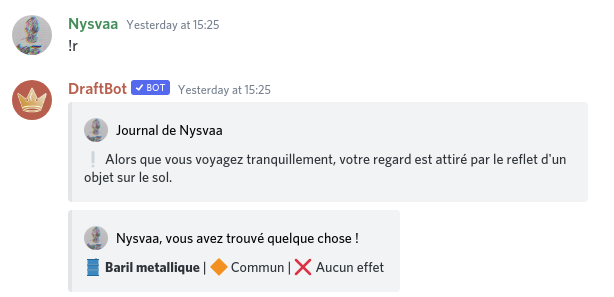 Nysvaa Yesterday at 15:25
!r
DraftBot ✓ BOT Yesterday at 15:25
Journal de Nysvaa
❕ Alors que vous voyagez tranquillement, votre regard est attiré par le reflet d'un
objet sur le sol.
Nysvaa, vous avez trouvé quelque chose !
🛢️ Baril metallique | 🔶 Commun | ❌ Aucun effet